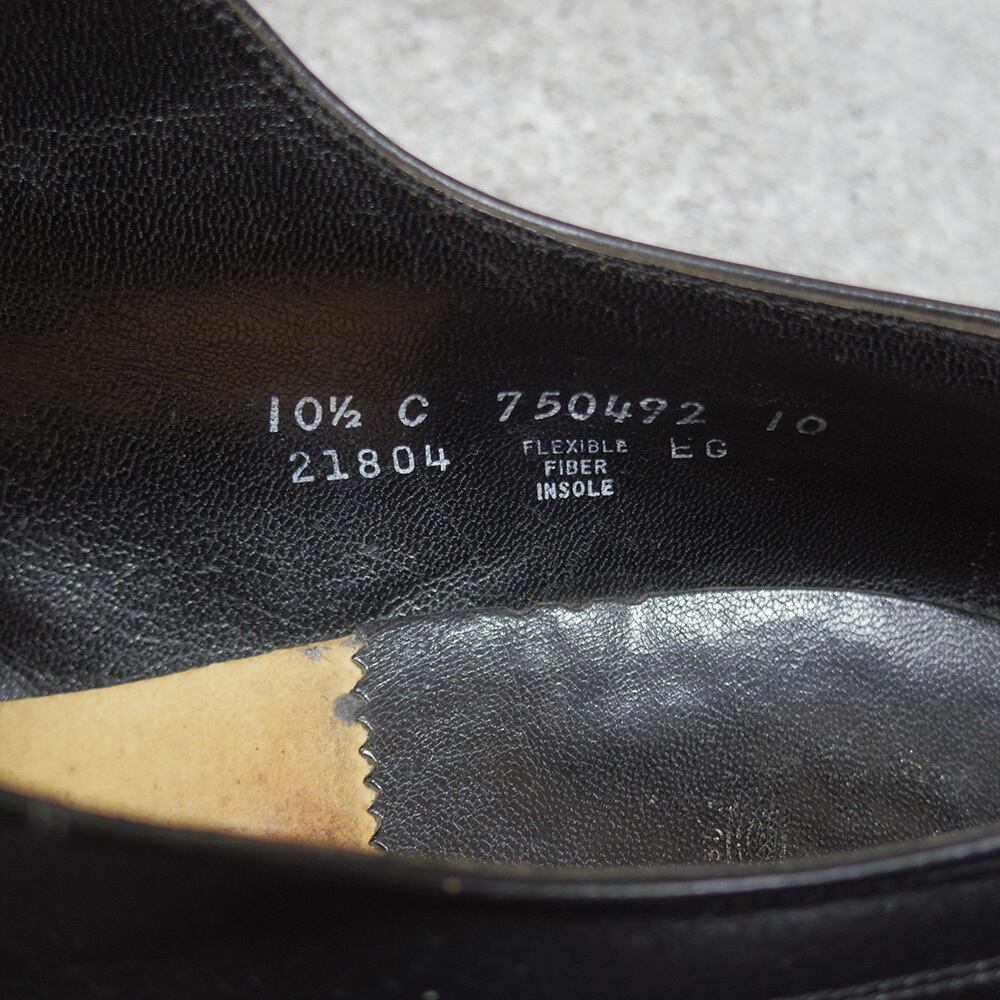 10½ C 750492 10
21804 FLEXIBLE EG
FIBER
INSOLE